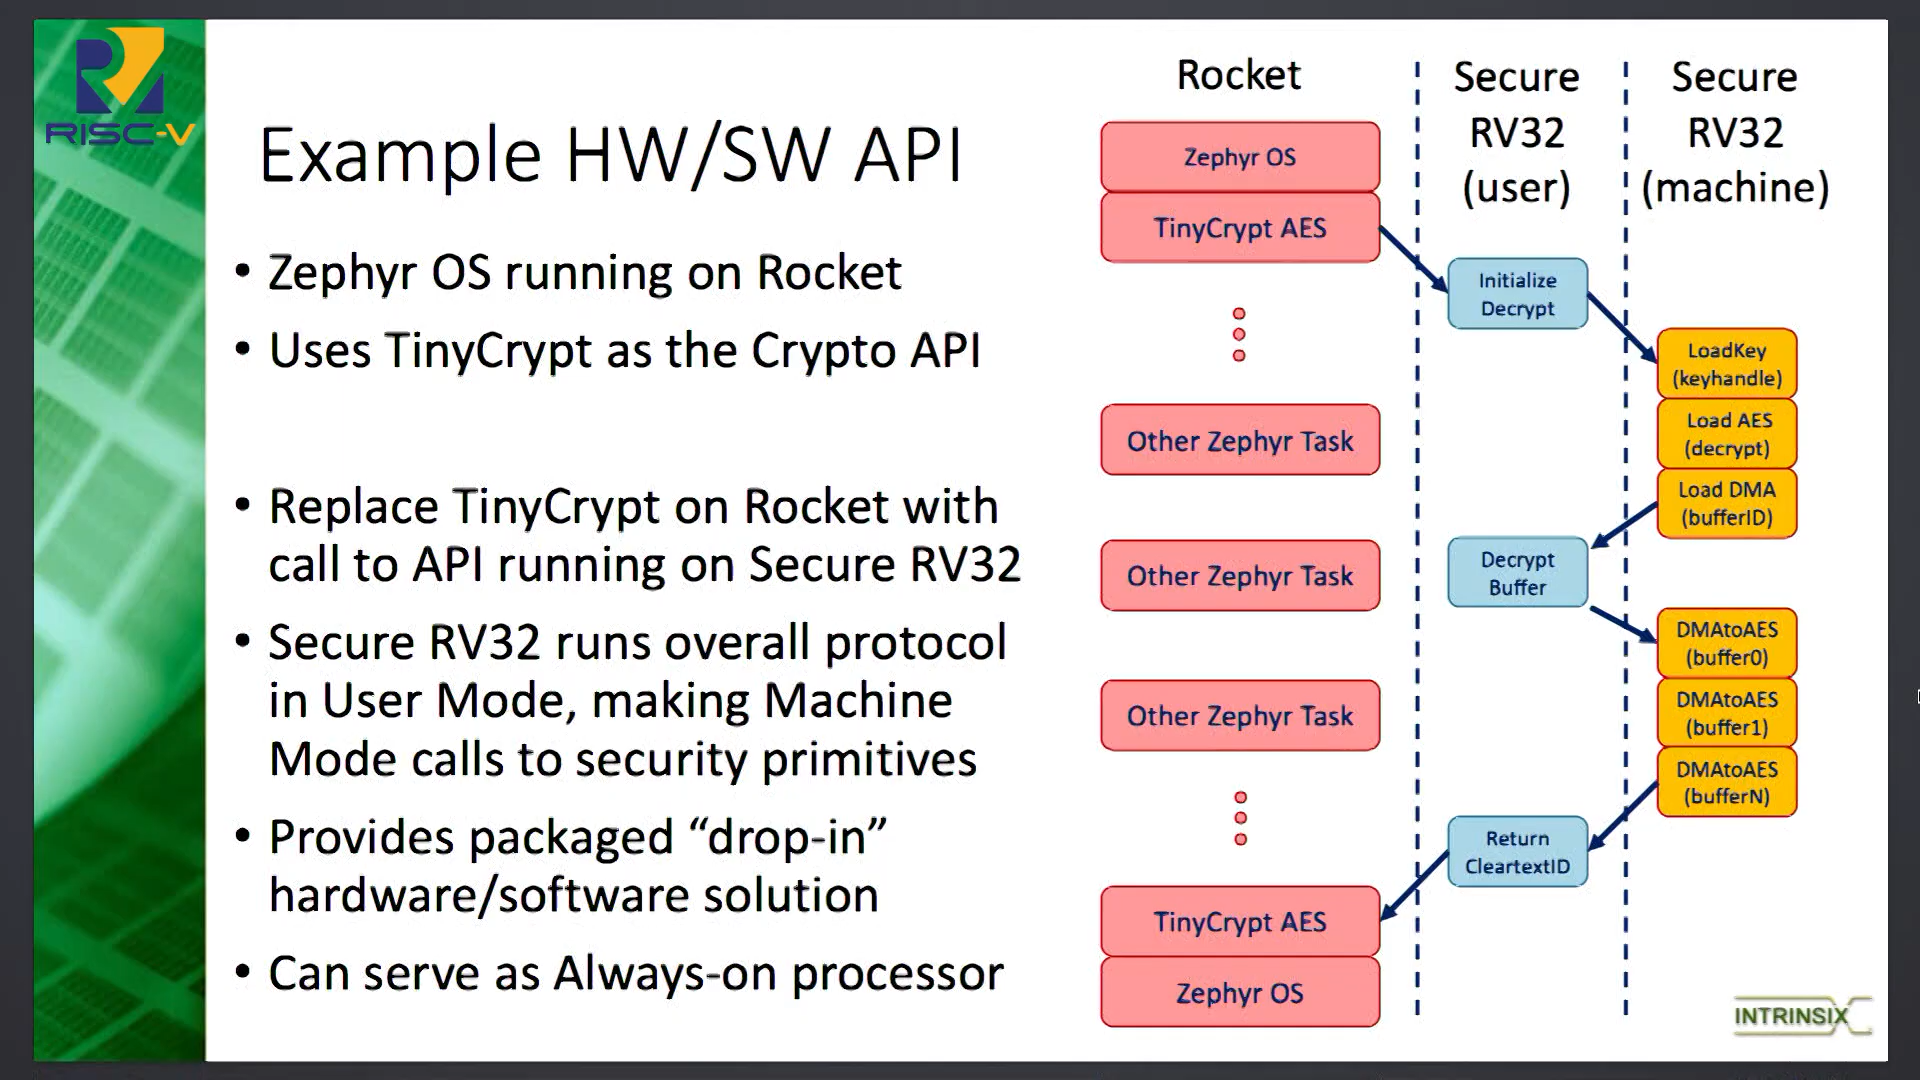 RISC-V
Example HW/SW API
• Zephyr OS running on Rocket
• Uses TinyCrypt as the Crypto API
• Replace TinyCrypt on Rocket with
call to API running on Secure RV32
• Secure RV32 runs overall protocol
in User Mode, making Machine
Mode calls to security primitives
• Provides packaged “drop-in”
hardware/software solution
• Can serve as Always-on processor
Rocket
Zephyr OS
TinyCrypt AES
Other Zephyr Task
Other Zephyr Task
Other Zephyr Task
TinyCrypt AES
Zephyr OS
Secure
RV32
(user)
Initialize
Decrypt
Decrypt
Buffer
Return
CleartextID
Secure
RV32
(machine)
LoadKey
(keyhandle)
Load AES
(decrypt)
Load DMA
(bufferID)
DMAtoAES
(buffer0)
DMAtoAES
(buffer1)
DMAtoAES
(bufferN)
INTRINSIX